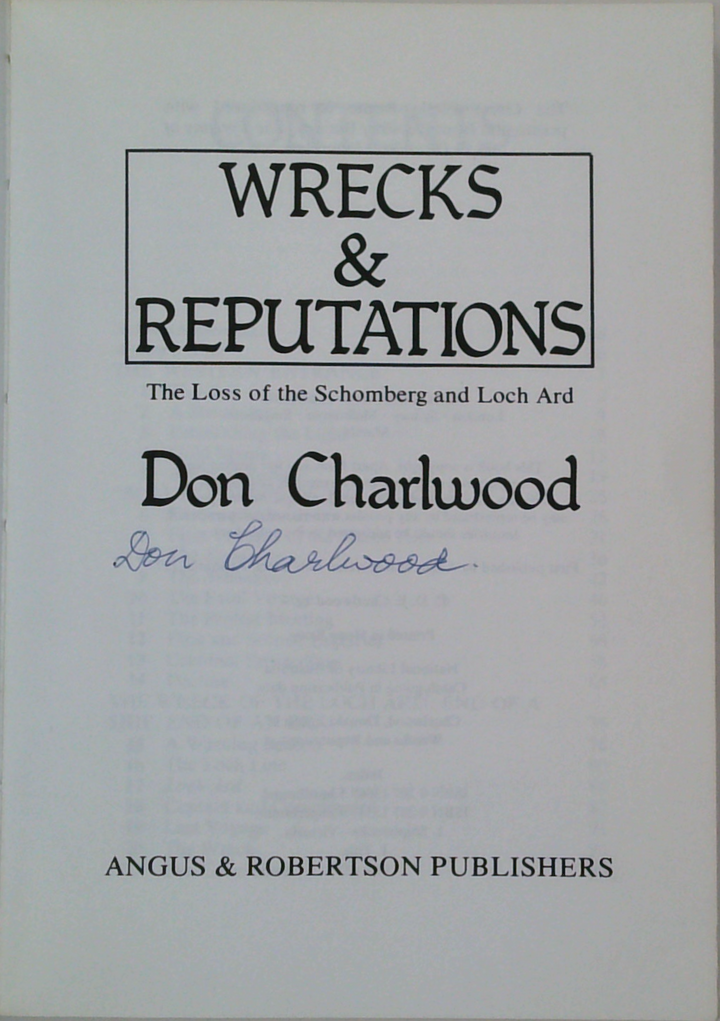 WRECKS
&
REPUTATIONS
The Loss of the Schomberg and Loch Ard
Don Charlwood
Don Charlwood.
ANGUS & ROBERTSON PUBLISHERS